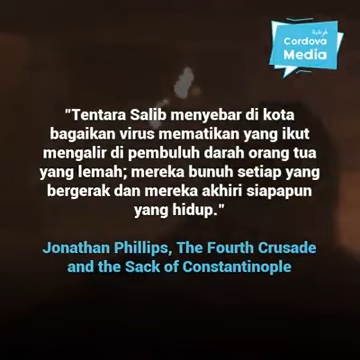 قرطبة
Cordova
Media
"Tentara Salib menyebar di kota
bagaikan virus mematikan yang ikut
mengalir di pembuluh darah orang tua
yang lemah; mereka bunuh setiap yang
bergerak dan mereka akhiri siapapun
yang hidup."
Jonathan Phillips, The Fourth Crusade
and the Sack of Constantinople